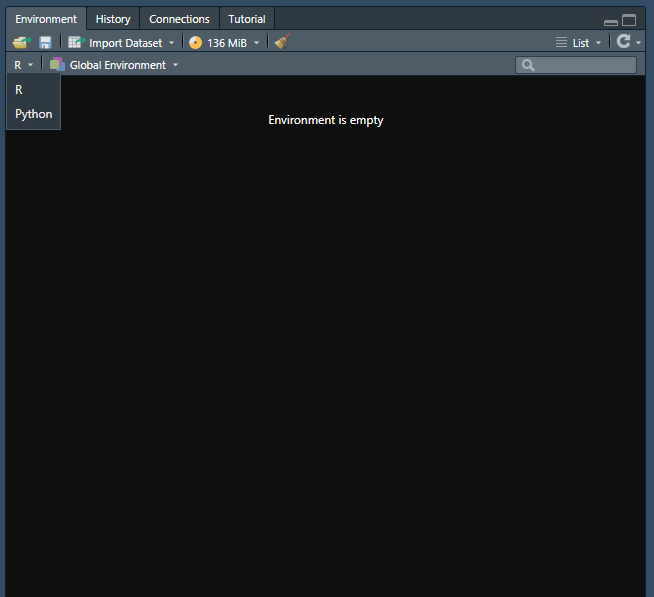 Environment History Connections Tutorial
Import Dataset 136 MiB List
R Global Environment
R
Python
Environment is empty